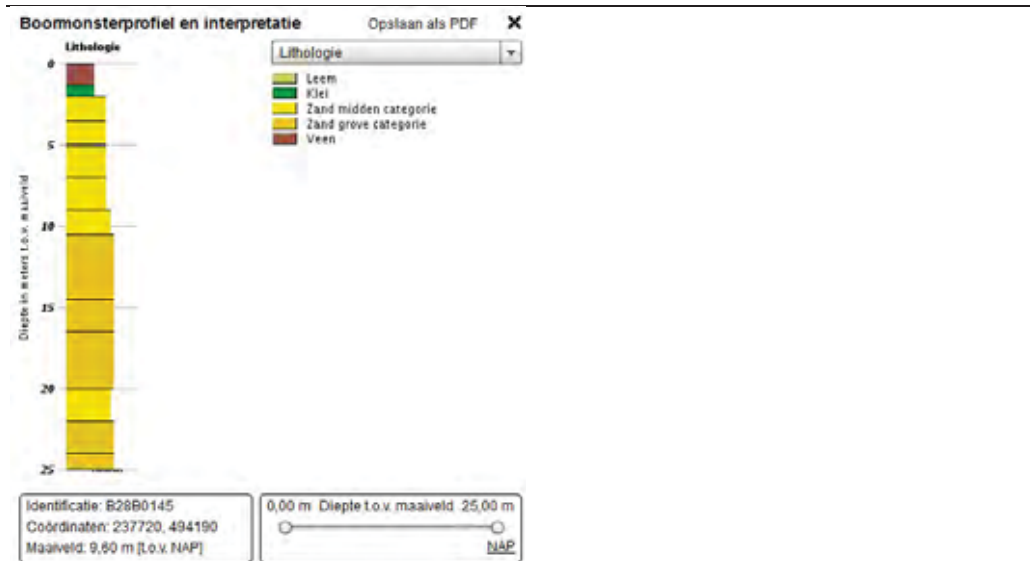 Boormonsterprofiel en interpretatie Opslaan als PDF X
Lithologie
Lithologie
Leem
Klei
Zand midden categorie
Zand grove categorie
Veen
0
5
10
15
20
25
Diepte in meters t.o.v. maaiveld
Identificatie: B28B0145
Coördinaten: 237720, 494190
Maaiveld: 9,60 m [t.o.v. NAP]
0,00 m Diepte t.o.v. maaiveld 25,00 m
NAP